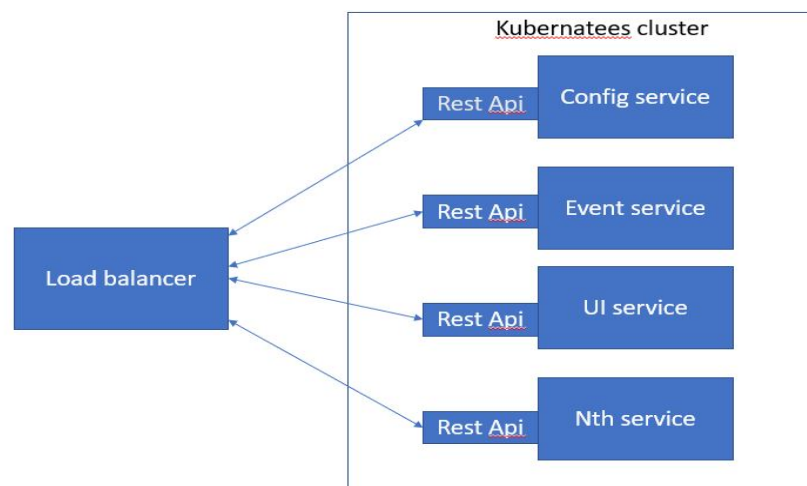 Kubernatees cluster
Rest Api
Config service
Rest Api
Event service
Load balancer
Rest Api
UI service
Rest Api
Nth service